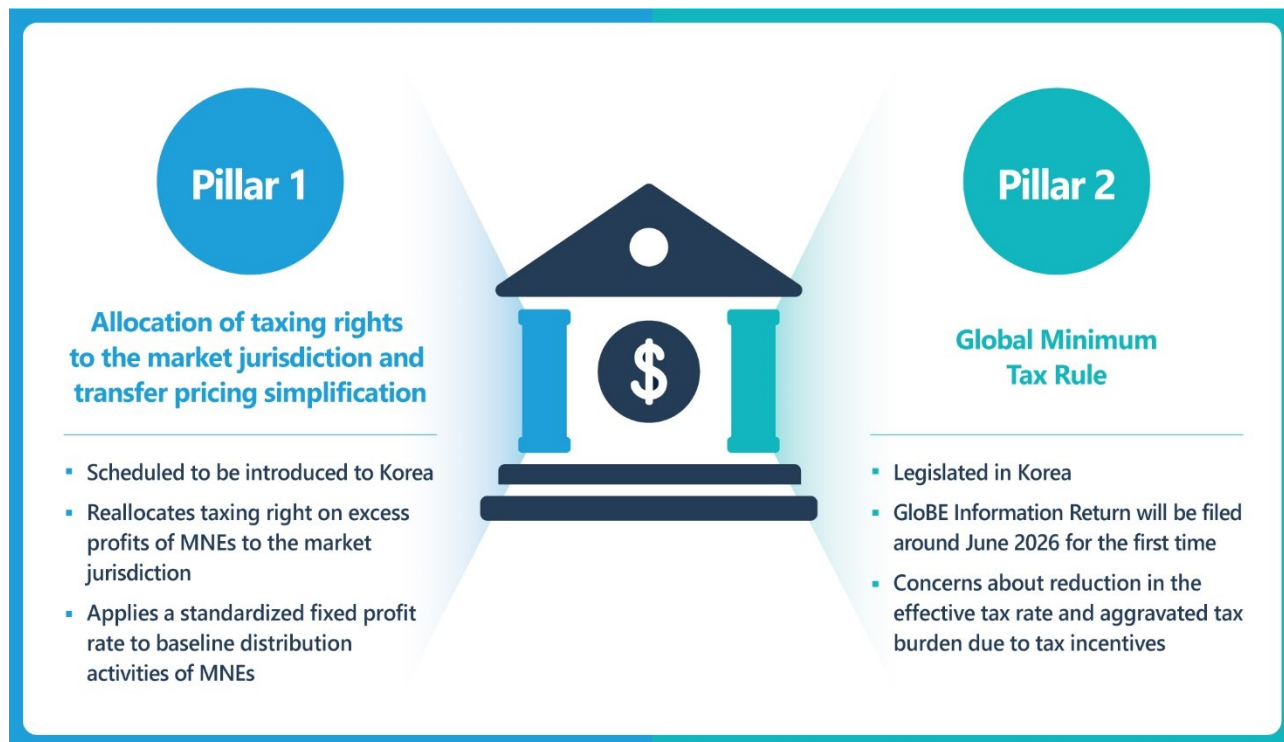 Pillar 1
Allocation of taxing rights
to the market jurisdiction and
transfer pricing simplification
▪ Scheduled to be introduced to Korea
▪ Reallocates taxing right on excess
profits of MNEs to the market
jurisdiction
▪ Applies a standardized fixed profit
rate to baseline distribution
activities of MNEs
$
Pillar 2
Global Minimum
Tax Rule
▪ Legislated in Korea
▪ GloBE Information Return will be filed
around June 2026 for the first time
▪ Concerns about reduction in the
effective tax rate and aggravated tax
burden due to tax incentives